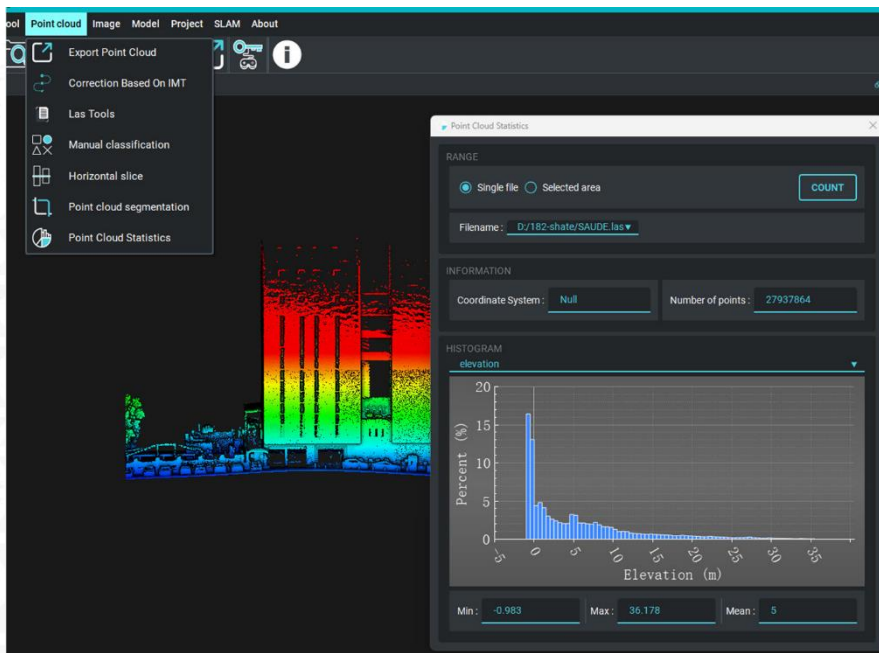 ool Point cloud Image Model Project SLAM About
Export Point Cloud
Correction Based On IMT
Las Tools
Manual classification
Horizontal slice
Point cloud segmentation
Point Cloud Statistics
Point Cloud Statistics
RANGE
Single file Selected area COUNT
Filename : D:/182-shate/SAUDE.las
INFORMATION
Coordinate System : Null Number of points : 27937864
HISTOGRAM
elevation
20
15
10
5
0
Percent (%)
-5 0 5 10 15 20 25 30 35
Elevation (m)
Min : -0.983 Max : 36.178 Mean : 5